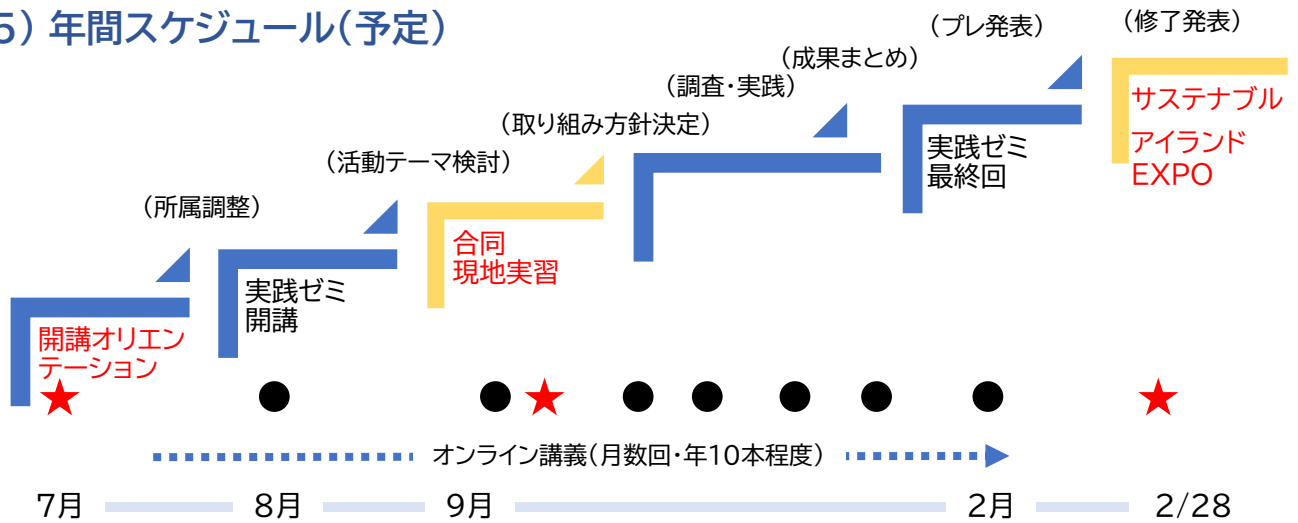 5) 年間スケジュール(予定)
(プレ発表)
(修了発表)
(成果まとめ)
(調査・実践)
(取り組み方針決定)
(活動テーマ検討)
(所属調整)
サステナブル
アイランド
EXPO
実践ゼミ
最終回
合同
現地実習
実践ゼミ
開講
開講オリエン
テーション
オンライン講義(月数回・年10本程度)
7月
8月
9月
2月
2/28